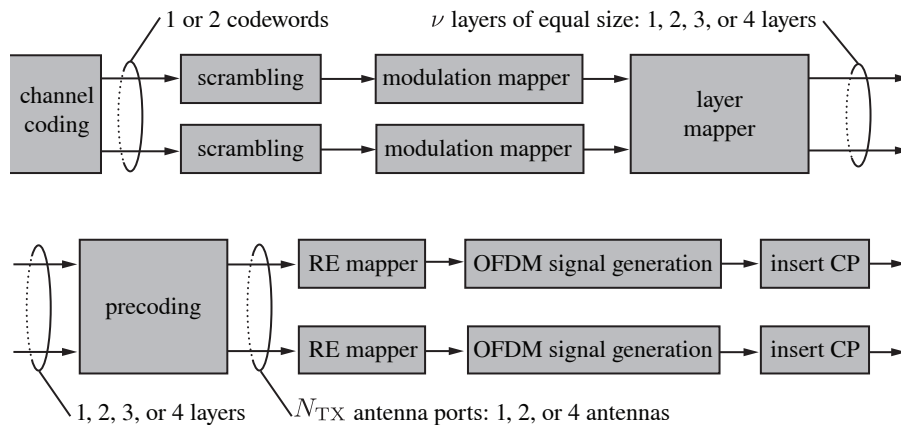 1 or 2 codewords
ν layers of equal size: 1, 2, 3, or 4 layers
channel
coding
scrambling
modulation mapper
layer
mapper
scrambling
modulation mapper
precoding
RE mapper
OFDM signal generation
insert CP
RE mapper
OFDM signal generation
insert CP
1, 2, 3, or 4 layers
N_TX antenna ports: 1, 2, or 4 antennas